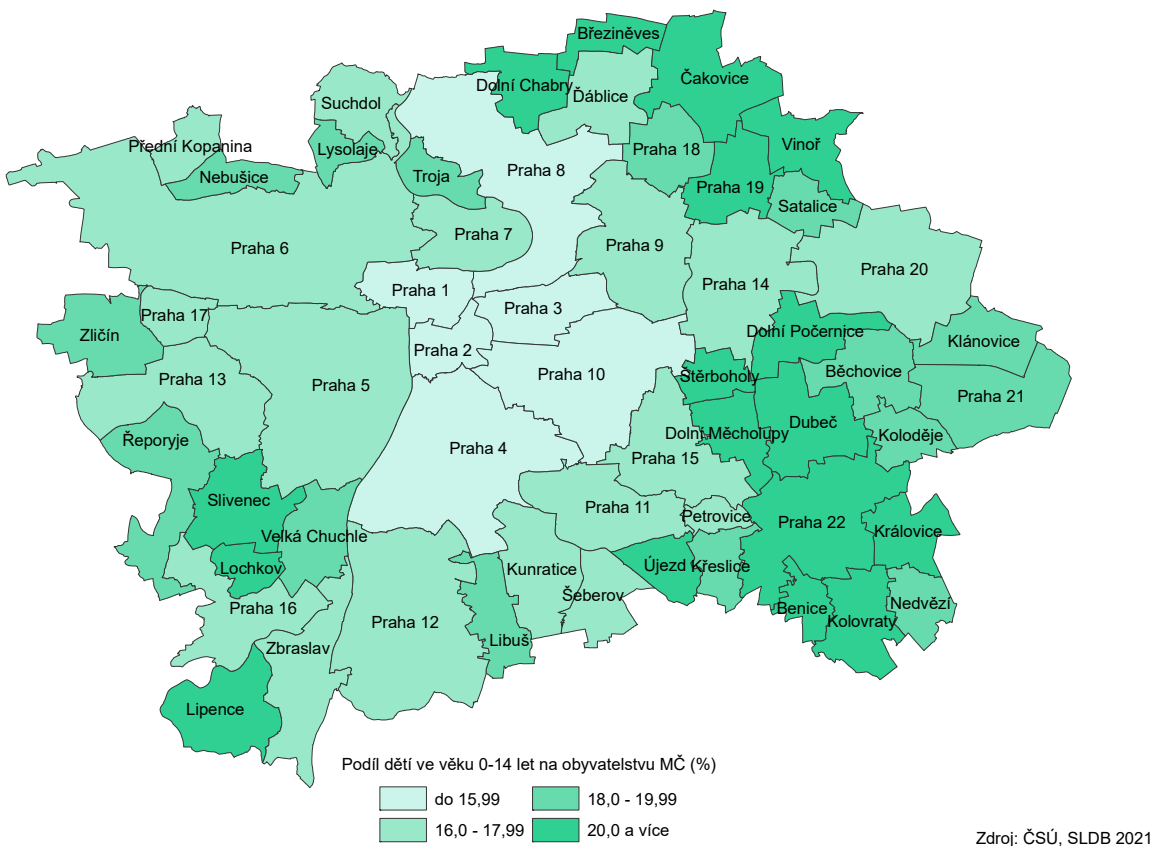 Březiněves
Čakovice
Dolní Chabry
Ďáblice
Suchdol
Přední Kopanina
Lysolaje
Praha 18
Vinoř
Nebušice
Troja
Praha 8
Praha 19
Satalice
Praha 7
Praha 6
Praha 9
Praha 20
Praha 1
Praha 14
Praha 3
Praha 17
Zličín
Dolní Počernice
Klánovice
Praha 2
Praha 13
Praha 5
Praha 10
Štěrboholy
Běchovice
Praha 21
Řeporyje
Praha 4
Dolní Měcholupy
Dubeč
Koloděje
Praha 15
Slivenec
Praha 11
Petrovice
Praha 22
Královice
Velká Chuchle
Lochkov
Kunratice
Újezd
Křeslice
Šeberov
Praha 16
Benice
Nedvězí
Praha 12
Kolovraty
Libuš
Zbraslav
Lipence
Podíl dětí ve věku 0-14 let na obyvatelstvu MČ (%)
do 15,99
18,0 - 19,99
16,0 - 17,99
20,0 a více
Zdroj: ČSÚ, SLDB 2021